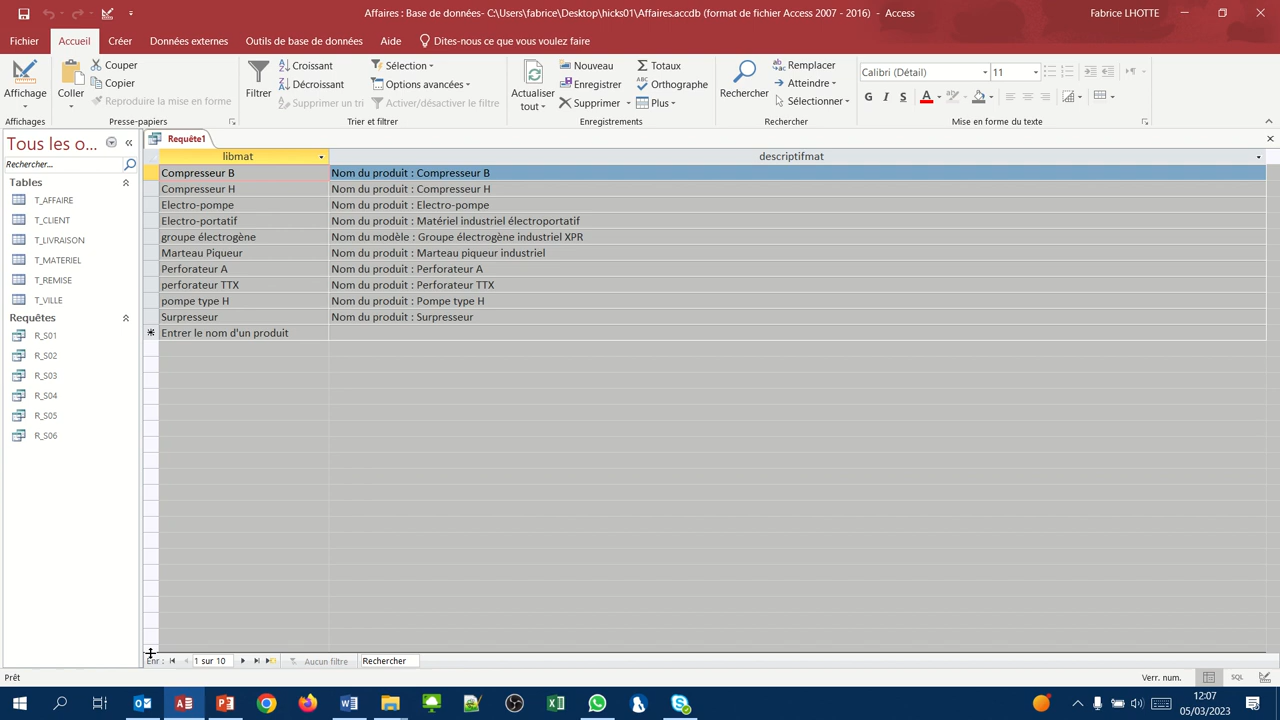 Affaires : Base de données- C:\Users\fabrice\Desktop\hicks01\Affaires.accdb (format de fichier Access 2007 - 2016) - Access
Fabrice LHOTTE
Fichier Accueil Créer Données externes Outils de base de données Aide Dites-nous ce que vous voulez faire
Affichage
Affichages
Coller
Couper
Copier
Reproduire la mise en forme
Presse-papiers
Filtrer
Croissant
Décroissant
Supprimer un tri
Sélection
Options avancées
Activer/désactiver le filtre
Trier et filtrer
Actualiser tout
Nouveau
Enregistrer
Supprimer
Totaux
Orthographe
Plus
Enregistrements
Rechercher
Remplacer
Atteindre
Sélectionner
Rechercher
Calibri (Détail) 11
G I S A
Mise en forme du texte
Tous les o...
Rechercher...
Tables
T_AFFAIRE
T_CLIENT
T_LIVRAISON
T_MATERIEL
T_REMISE
T_VILLE
Requêtes
R_S01
R_S02
R_S03
R_S04
R_S05
R_S06
Requête1
libmat descriptifmat
Compresseur B Nom du produit : Compresseur B
Compresseur H Nom du produit : Compresseur H
Electro-pompe Nom du produit : Electro-pompe
Electro-portatif Nom du produit : Matériel industriel électroportatif
groupe électrogène Nom du modèle : Groupe électrogène industriel XPR
Marteau Piqueur Nom du produit : Marteau piqueur industriel
Perforateur A Nom du produit : Perforateur A
perforateur TTX Nom du produit : Perforateur TTX
pompe type H Nom du produit : Pompe type H
Surpresseur Nom du produit : Surpresseur
Entrer le nom d'un produit
Enr : 1 sur 10 Aucun filtre Rechercher
Prêt
Verr. num. SQL
12:07
05/03/2023